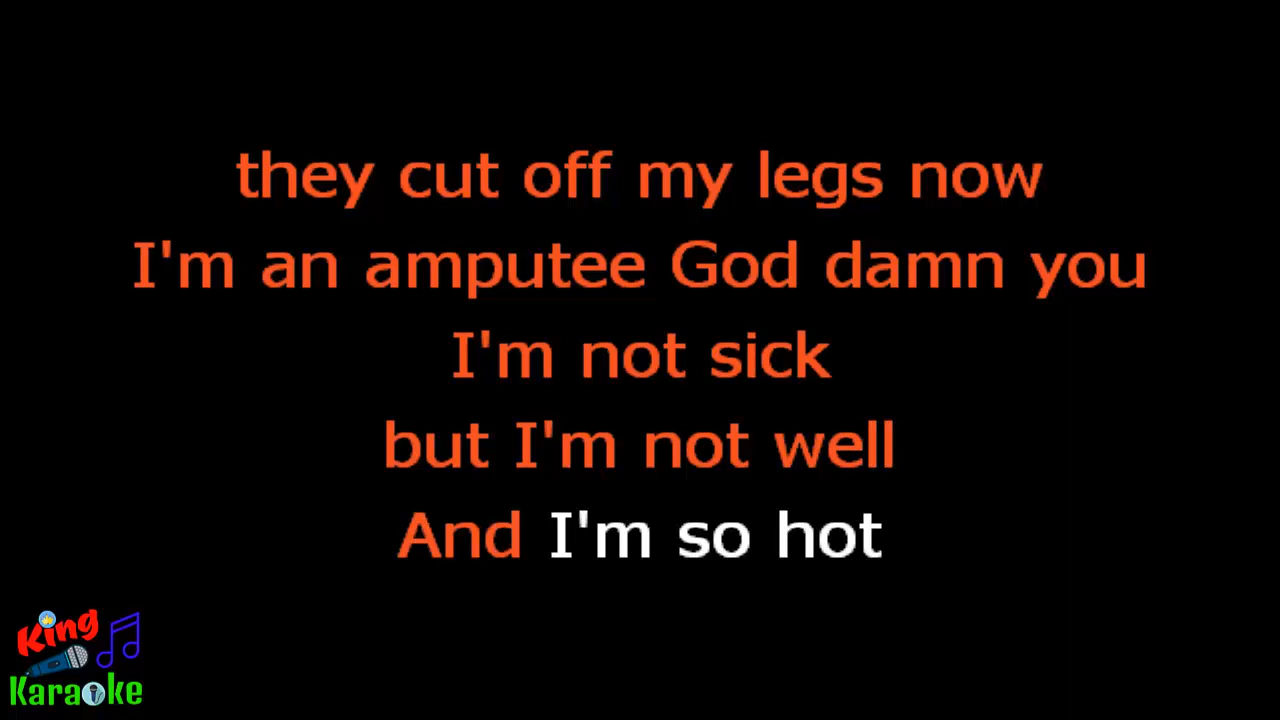 they cut off my legs now
I'm an amputee God damn you
I'm not sick
but I'm not well
And I'm so hot
King
Karaoke